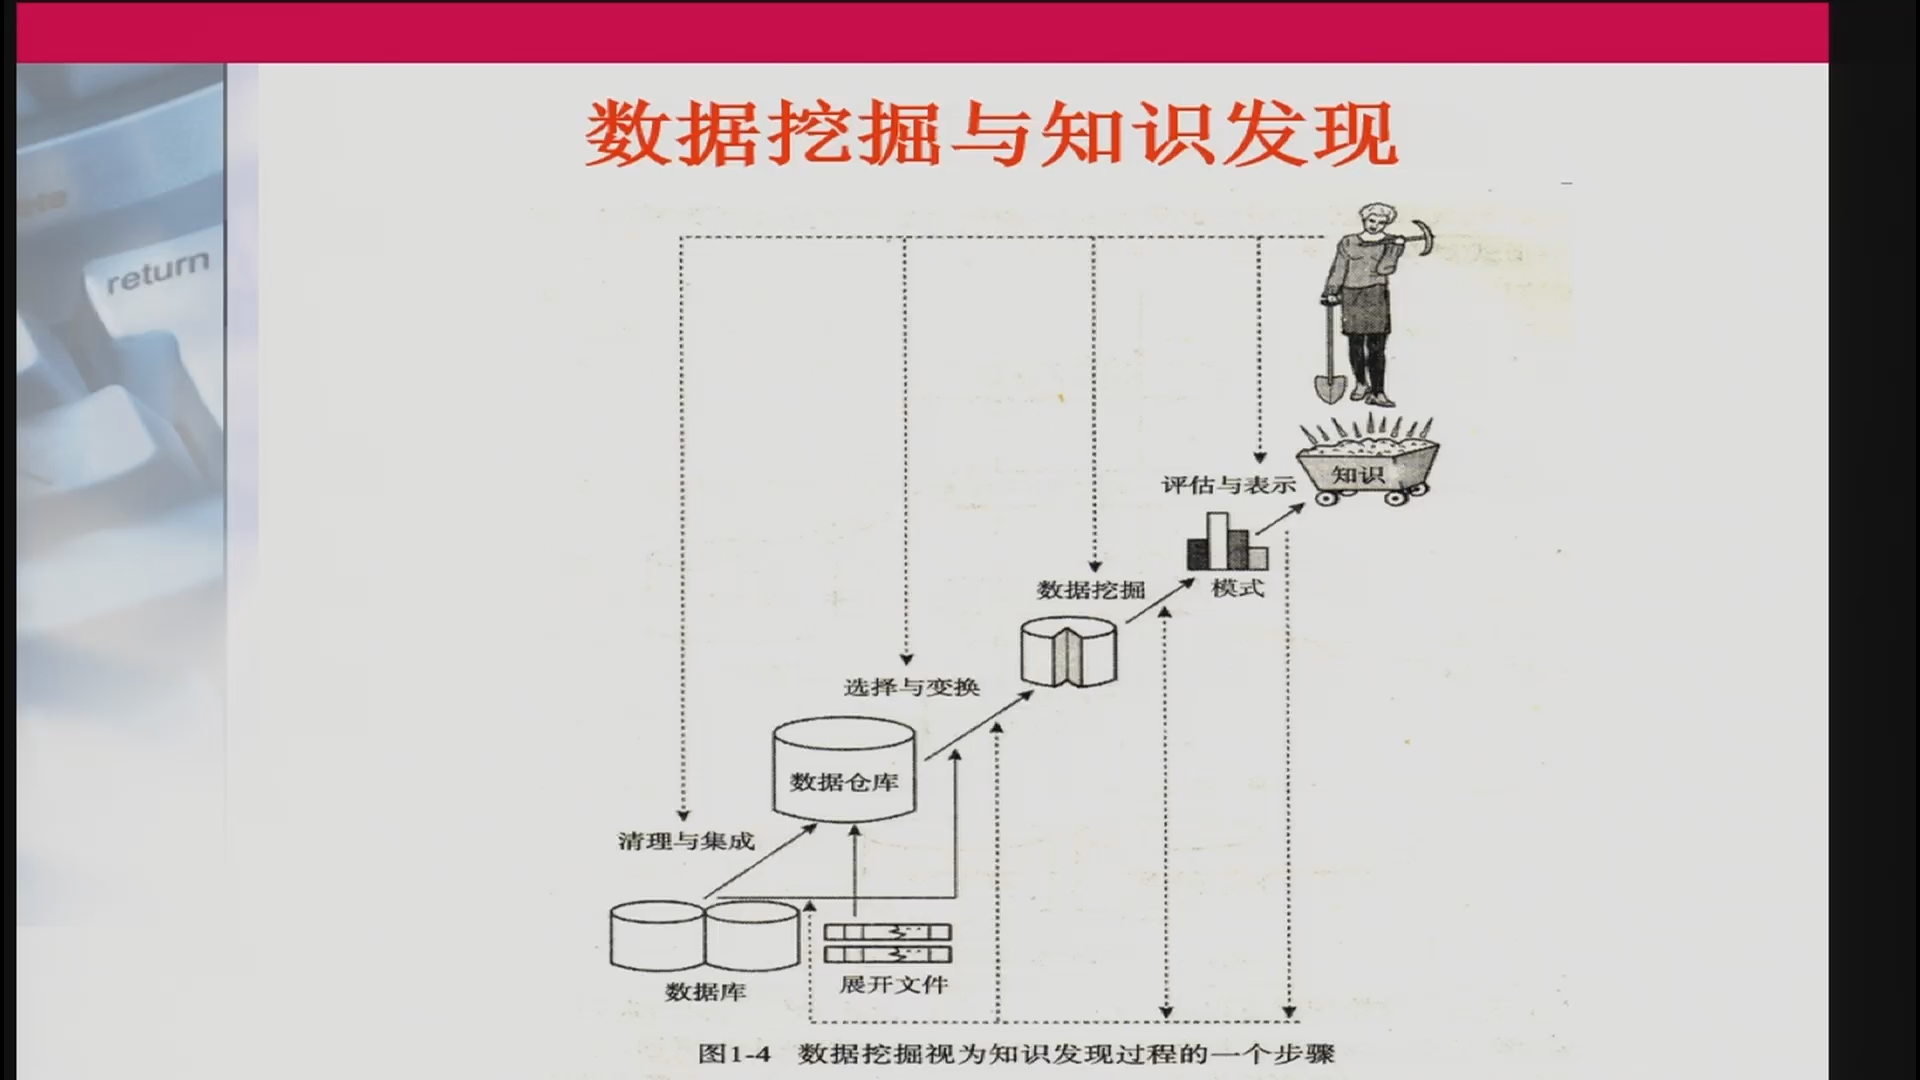 数据挖掘与知识发现
return
知识
评估与表示
数据挖掘
模式
选择与变换
数据仓库
清理与集成
展开文件
数据库
图1-4 数据挖掘视为知识发现过程的一个步骤